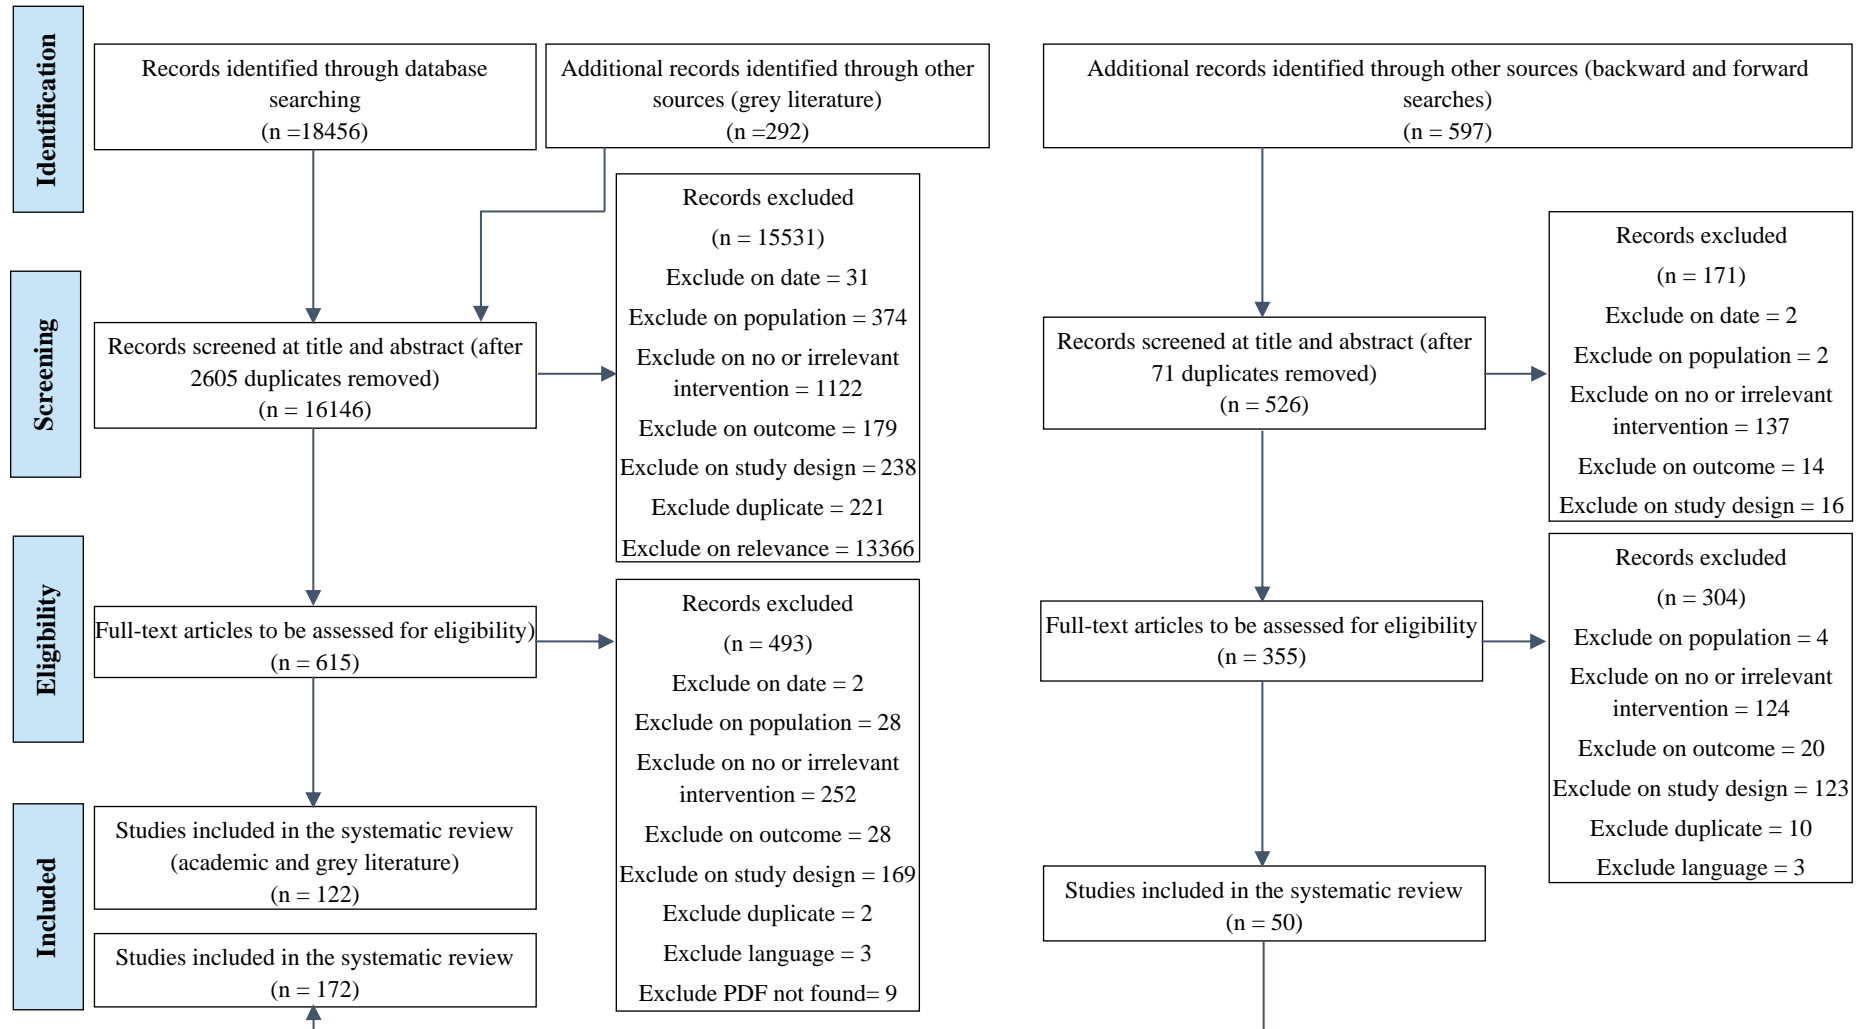 Identification
Records identified through database
searching
(n =18456)
Additional records identified through other
sources (grey literature)
(n =292)
Additional records identified through other sources (backward and forward
searches)
(n = 597)
Screening
Records screened at title and abstract (after
2605 duplicates removed)
(n = 16146)
Records excluded
(n = 15531)
Exclude on date = 31
Exclude on population = 374
Exclude on no or irrelevant
intervention = 1122
Exclude on outcome = 179
Exclude on study design = 238
Exclude duplicate = 221
Exclude on relevance = 13366
Records screened at title and abstract (after
71 duplicates removed)
(n = 526)
Records excluded
(n = 171)
Exclude on date = 2
Exclude on population = 2
Exclude on no or irrelevant
intervention = 137
Exclude on outcome = 14
Exclude on study design = 16
Eligibility
Full-text articles to be assessed for eligibility)
(n = 615)
Records excluded
(n = 493)
Exclude on date = 2
Exclude on population = 28
Exclude on no or irrelevant
intervention = 252
Exclude on outcome = 28
Exclude on study design = 169
Exclude duplicate = 2
Exclude language = 3
Exclude PDF not found= 9
Full-text articles to be assessed for eligibility
(n = 355)
Records excluded
(n = 304)
Exclude on population = 4
Exclude on no or irrelevant
intervention = 124
Exclude on outcome = 20
Exclude on study design = 123
Exclude duplicate = 10
Exclude language = 3
Included
Studies included in the systematic review
(academic and grey literature)
(n = 122)
Studies included in the systematic review
(n = 50)
Studies included in the systematic review
(n = 172)